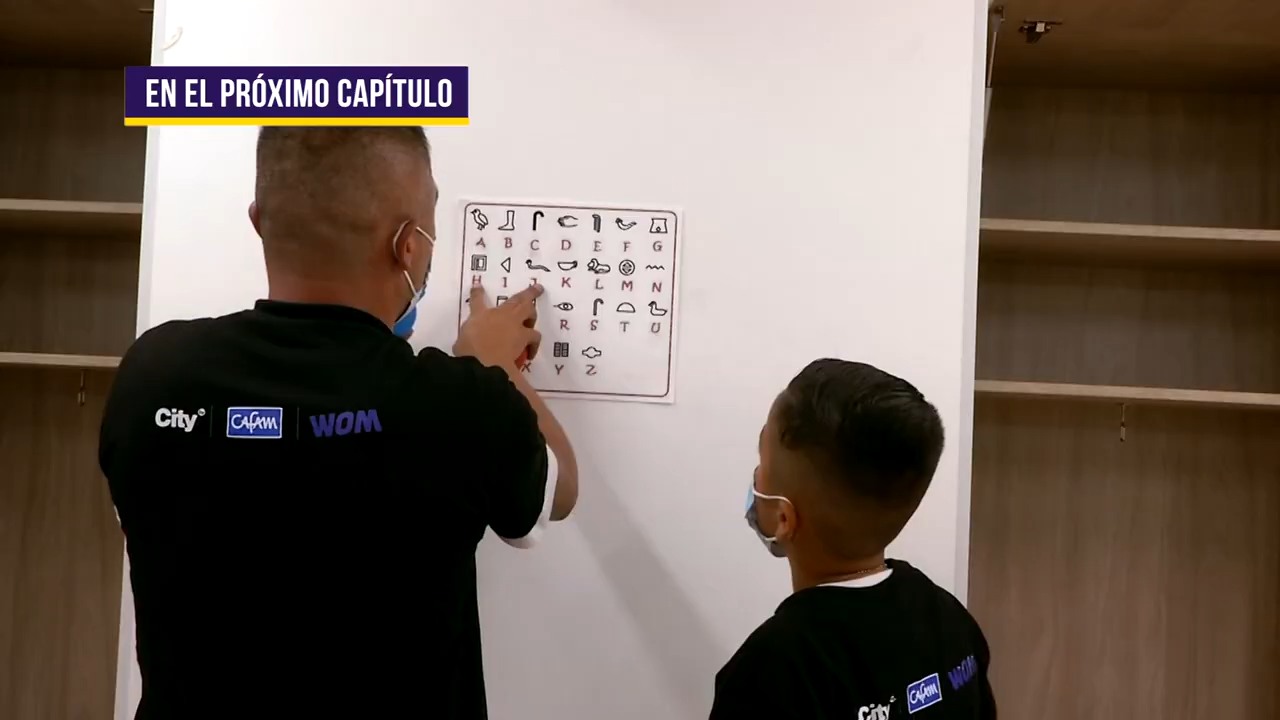 EN EL PRÓXIMO CAPÍTULO
A B C D E F G
H I J K L M N
R S T U
X Y Z
City CAFAM WOM
City CAFAM WOM